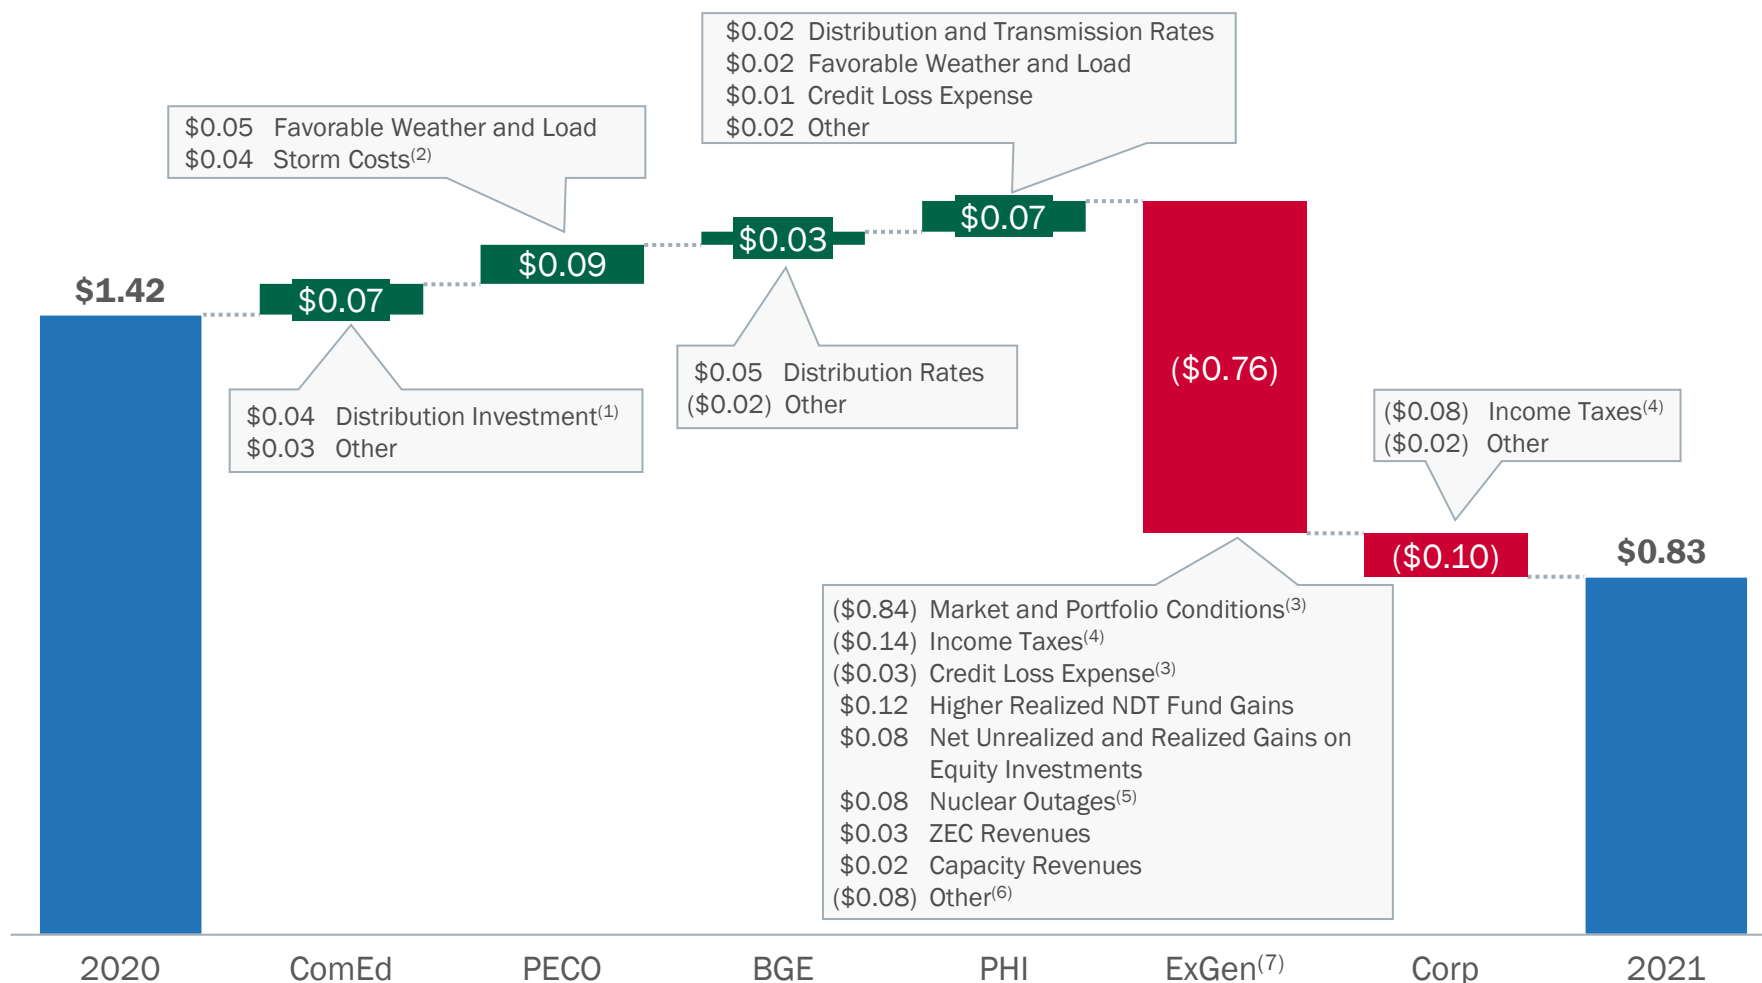 $0.02 Distribution and Transmission Rates
$0.02 Favorable Weather and Load
$0.01 Credit Loss Expense
$0.02 Other
$0.05 Favorable Weather and Load
$0.04 Storm Costs(2)
$1.42
$0.07
$0.09
$0.03
$0.07
($0.76)
($0.10)
$0.83
$0.04 Distribution Investment(1)
$0.03 Other
$0.05 Distribution Rates
($0.02) Other
($0.08) Income Taxes(4)
($0.02) Other
($0.84) Market and Portfolio Conditions(3)
($0.14) Income Taxes(4)
($0.03) Credit Loss Expense(3)
$0.12 Higher Realized NDT Fund Gains
$0.08 Net Unrealized and Realized Gains on
Equity Investments
$0.08 Nuclear Outages(5)
$0.03 ZEC Revenues
$0.02 Capacity Revenues
($0.08) Other(6)
2020 ComEd PECO BGE PHI ExGen(7) Corp 2021